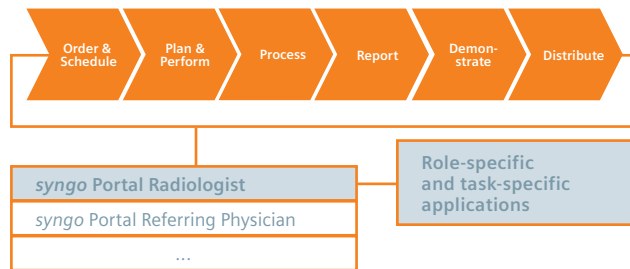 Order &
Schedule
Plan &
Perform
Process
Report
Demon-
strate
Distribute
syngo Portal Radiologist
Role-specific
and task-specific
applications
syngo Portal Referring Physician
...